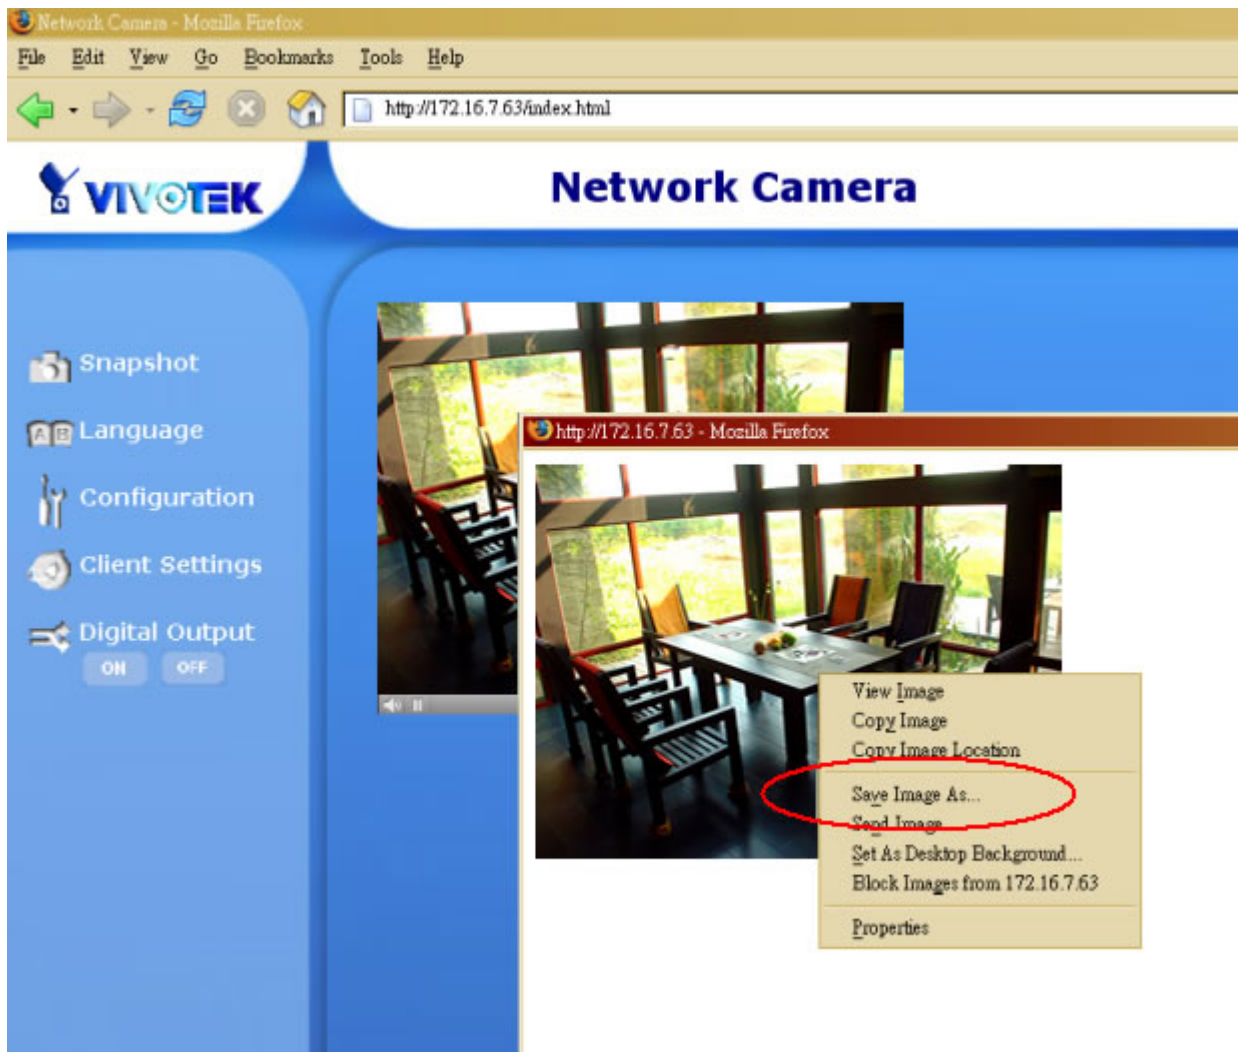 Network Camera - Mozilla Firefox
File Edit View Go Bookmarks Tools Help
http://172.16.7.63/index.html
VIVOTEK
Network Camera
Snapshot
Language
Configuration
Client Settings
Digital Output
ON OFF
http://172.16.7.63 - Mozilla Firefox
View Image
Copy Image
Copy Image Location
Save Image As...
Send Image...
Set As Desktop Background...
Block Images from 172.16.7.63
Properties